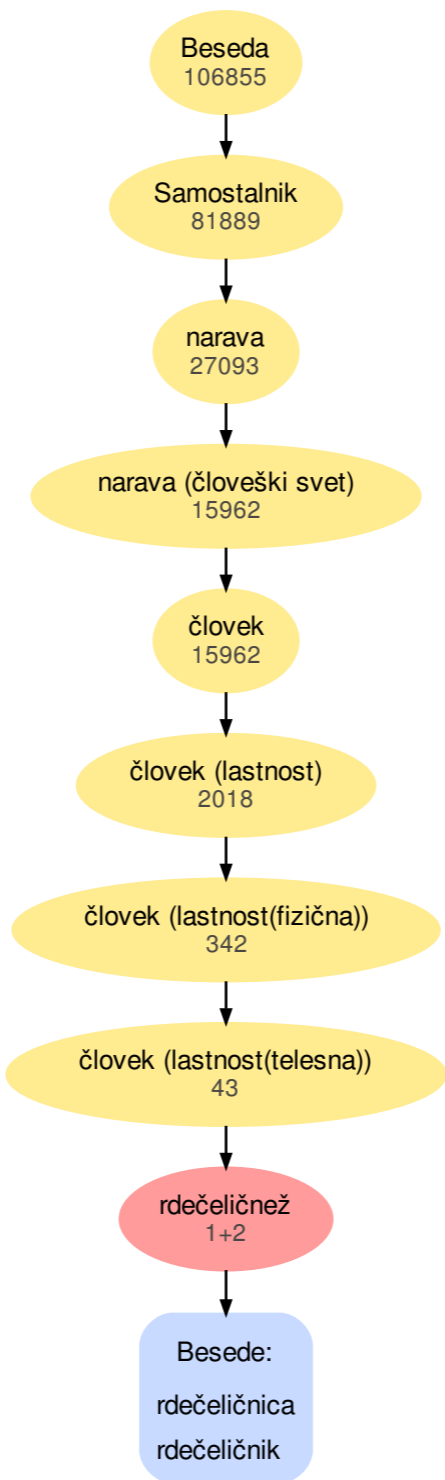 Beseda
106855
Samostalnik
81889
narava
27093
narava (človeški svet)
15962
človek
15962
človek (lastnost)
2018
človek (lastnost(fizična))
342
človek (lastnost(telesna))
43
rdečeličnež
1+2
Besede:
rdečeličnica
rdečeličnik